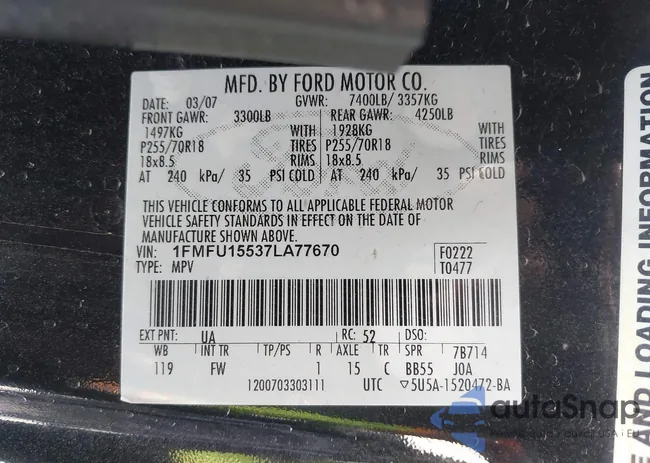 MFD. BY FORD MOTOR CO.
DATE: 03/07 GVWR: 7400LB/ 3357KG
FRONT GAWR: 3300LB REAR GAWR: 4250LB
1497KG WITH 1928KG WITH
P255/70R18 TIRES P255/70R18 TIRES
18x8.5 RIMS 18x8.5 RIMS
AT 240 kPa/ 35 PSI COLD AT 240 kPa/ 35 PSI COLD
THIS VEHICLE CONFORMS TO ALL APPLICABLE FEDERAL MOTOR
VEHICLE SAFETY STANDARDS IN EFFECT ON THE DATE OF
MANUFACTURE SHOWN ABOVE.
VIN: 1FMFU15537LA77670 F0222
TYPE: MPV T0477
EXT PNT: UA RC: 52 DSO:
WB INT TR TP/PS R AXLE TR SPR 7B714
119 FW 1 15 C BB55 J0A
1200703303111 UTC ▽5U5A-1520472-BA
E AND LOADING INFORMATION
autoSnap